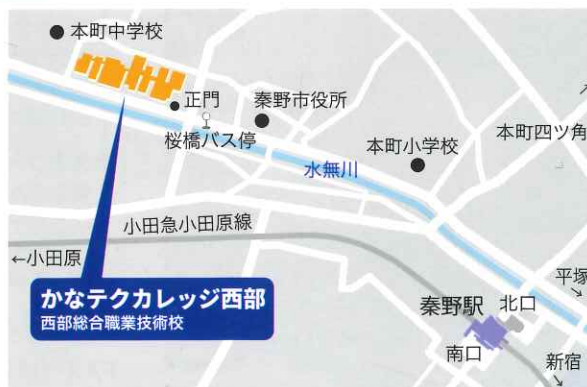 本町中学校
正門
秦野市役所
桜橋バス停
本町小学校
本町四ツ角
水無川
小田急小田原線
←小田原
かなテクカレッジ西部
西部総合職業技術校
平塚
秦野駅
北口
南口
新宿